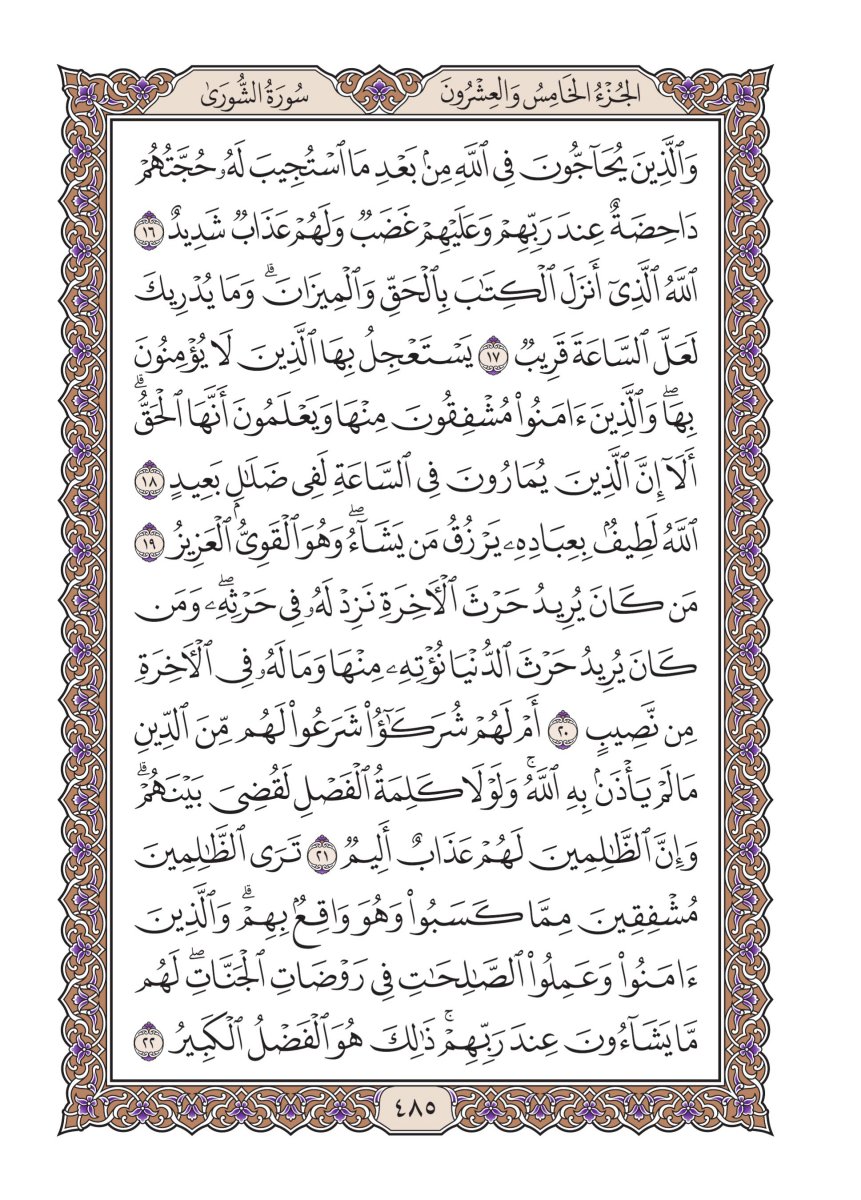 الجُزْءُ الخَامِسُ وَالعِشْرُونَ
سُورَةُ الشُّورَىٰ
وَٱلَّذِينَ يُحَآجُّونَ فِى ٱللَّهِ مِنۢ بَعْدِ مَا ٱسْتُجِيبَ لَهُۥ حُجَّتُهُمْ
دَاحِضَةٌ عِندَ رَبِّهِمْ وَعَلَيْهِمْ غَضَبٌ وَلَهُمْ عَذَابٌ شَدِيدٌ ١٦
ٱللَّهُ ٱلَّذِىٓ أَنزَلَ ٱلْكِتَٰبَ بِٱلْحَقِّ وَٱلْمِيزَانَۗ وَمَا يُدْرِيكَ
لَعَلَّ ٱلسَّاعَةَ قَرِيبٌ ١٧ يَسْتَعْجِلُ بِهَا ٱلَّذِينَ لَا يُؤْمِنُونَ
بِهَاۖ وَٱلَّذِينَ ءَامَنُوا۟ مُشْفِقُونَ مِنْهَا وَيَعْلَمُونَ أَنَّهَا ٱلْحَقُّۗ
أَلَآ إِنَّ ٱلَّذِينَ يُمَارُونَ فِى ٱلسَّاعَةِ لَفِى ضَلَٰلٍۭ بَعِيدٍ ١٨
ٱللَّهُ لَطِيفٌۢ بِعِبَادِهِۦ يَرْزُقُ مَن يَشَآءُۖ وَهُوَ ٱلْقَوِىُّ ٱلْعَزِيزُ ١٩
مَن كَانَ يُرِيدُ حَرْثَ ٱلْـَٔاخِرَةِ نَزِدْ لَهُۥ فِى حَرْثِهِۦۖ وَمَن
كَانَ يُرِيدُ حَرْثَ ٱلدُّنْيَا نُؤْتِهِۦ مِنْهَا وَمَا لَهُۥ فِى ٱلْـَٔاخِرَةِ
مِن نَّصِيبٍ ٢٠ أَمْ لَهُمْ شُرَكَٰٓؤُا۟ شَرَعُوا۟ لَهُم مِّنَ ٱلدِّينِ
مَا لَمْ يَأْذَنۢ بِهِ ٱللَّهُۚ وَلَوْلَا كَلِمَةُ ٱلْفَصْلِ لَقُضِىَ بَيْنَهُمْۗ
وَإِنَّ ٱلظَّٰلِمِينَ لَهُمْ عَذَابٌ أَلِيمٌ ٢١ تَرَى ٱلظَّٰلِمِينَ
مُشْفِقِينَ مِمَّا كَسَبُوا۟ وَهُوَ وَاقِعٌۢ بِهِمْۗ وَٱلَّذِينَ
ءَامَنُوا۟ وَعَمِلُوا۟ ٱلصَّٰلِحَٰتِ فِى رَوْضَاتِ ٱلْجَنَّاتِۖ لَهُم
مَّا يَشَآءُونَ عِندَ رَبِّهِمْۚ ذَٰلِكَ هُوَ ٱلْفَضْلُ ٱلْكَبِيرُ ٢٢
٤٨٥